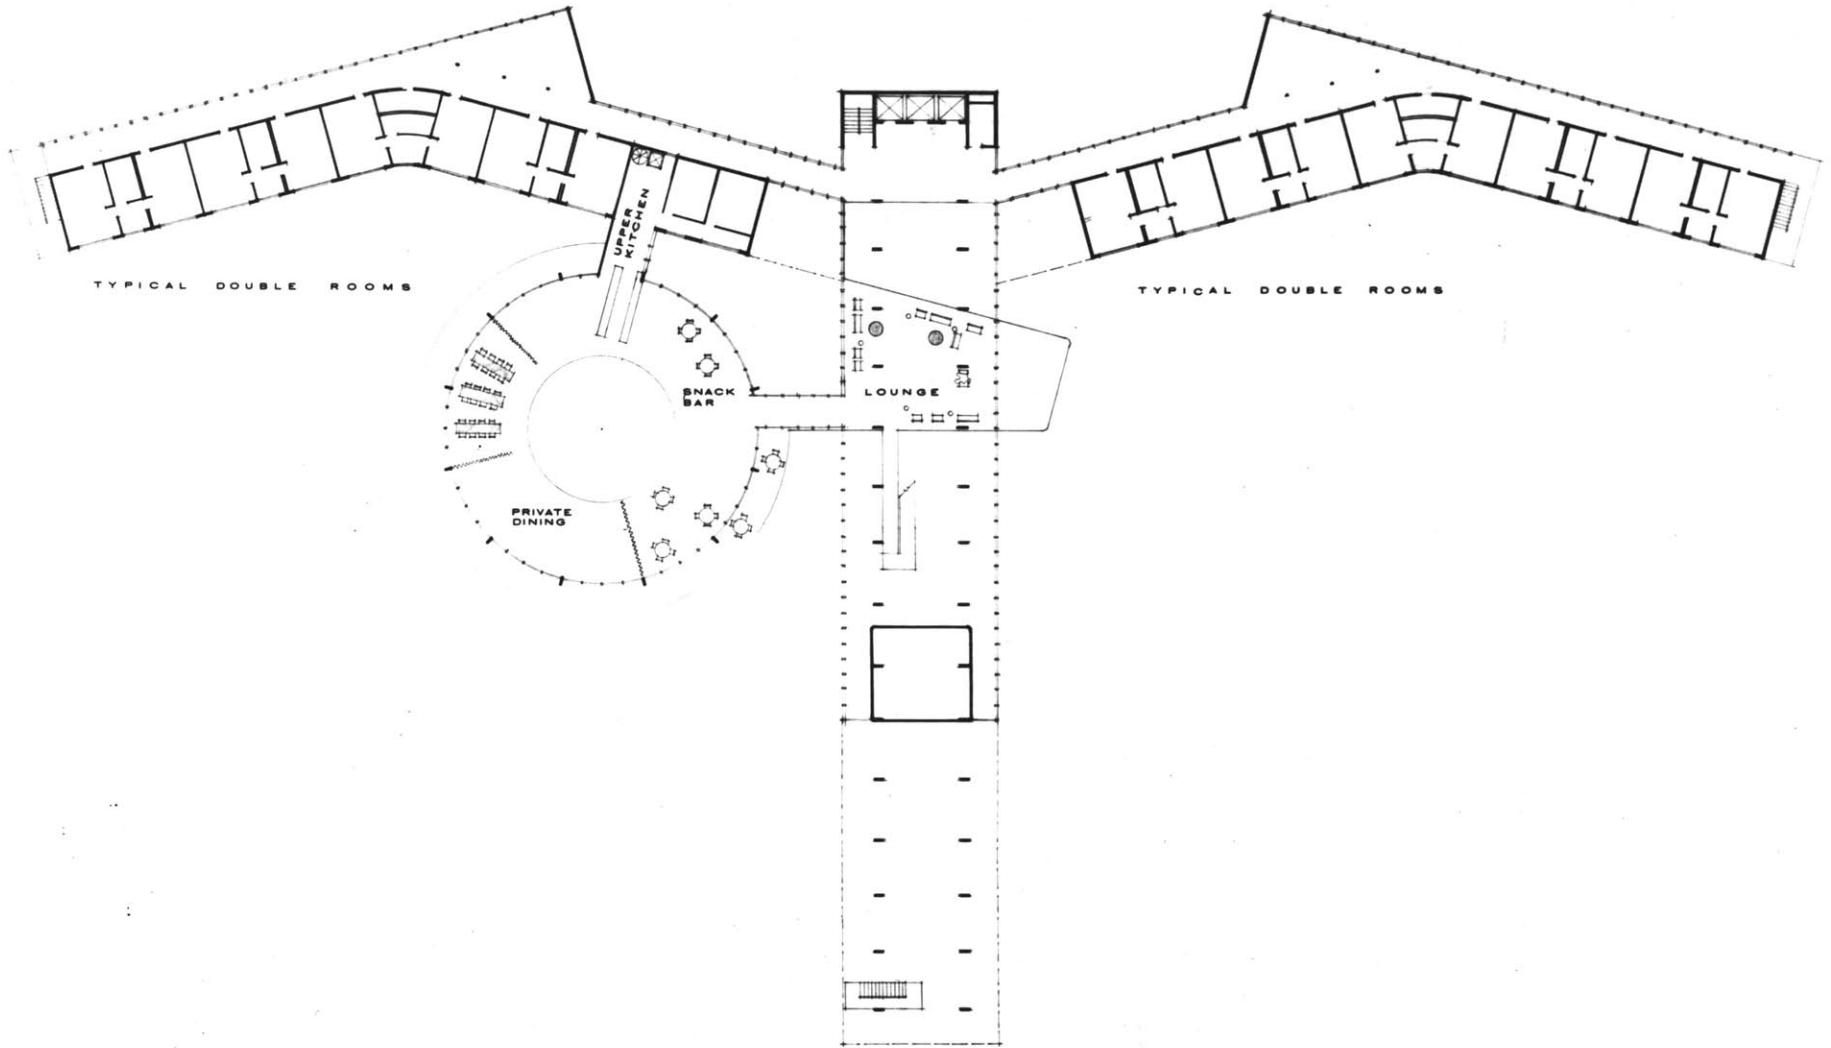 UPPER
KITCHEN
TYPICAL DOUBLE ROOMS
TYPICAL DOUBLE ROOMS
SNACK
BAR
LOUNGE
PRIVATE
DINING